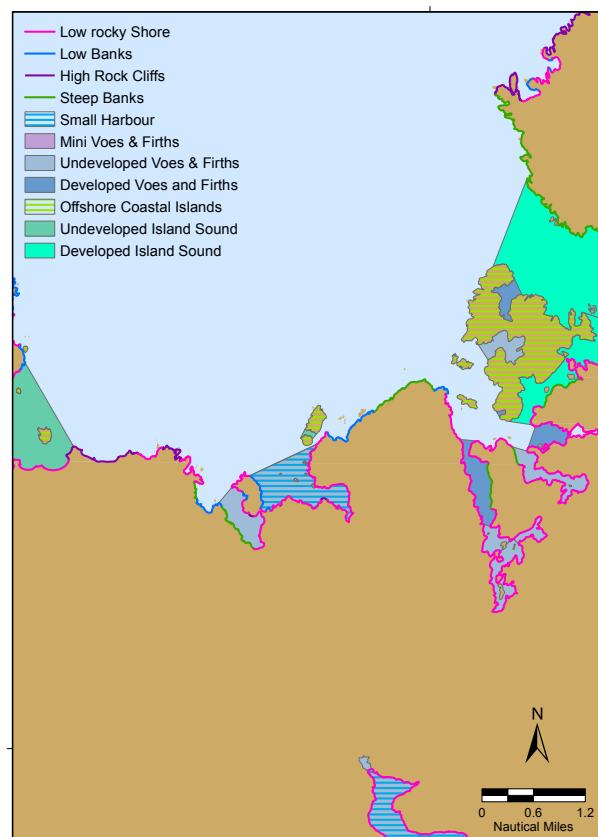 Low rocky Shore
Low Banks
High Rock Cliffs
Steep Banks
Small Harbour
Mini Voes & Firths
Undeveloped Voes & Firths
Developed Voes and Firths
Offshore Coastal Islands
Undeveloped Island Sound
Developed Island Sound
N
0 0.6 1.2
Nautical Miles